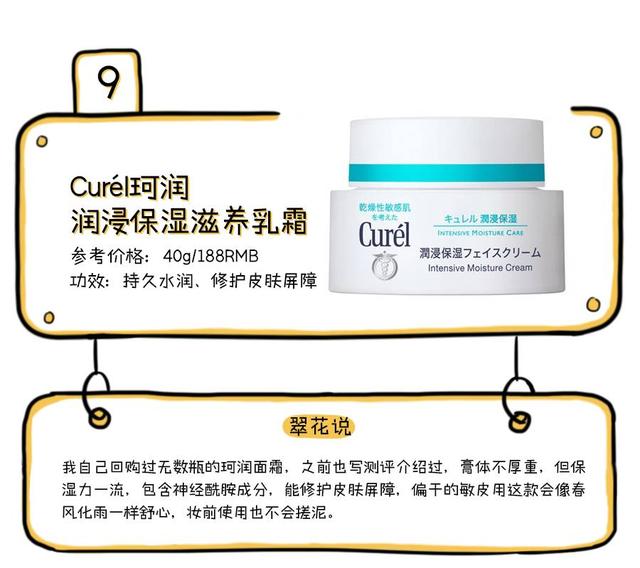 9
Curél珂润
润浸保湿滋养乳霜
参考价格：40g/188RMB
功效：持久水润、修护皮肤屏障
乾燥性敏感肌
を考えた
Curél
キュレル 潤浸保湿
INTENSIVE MOISTURE CARE
潤浸保湿フェイスクリーム
Intensive Moisture Cream
翠花说
我自己回购过无数瓶的珂润面霜，之前也写测评介绍过，膏体不厚重，但保
湿力一流，包含神经酰胺成分，能修护皮肤屏障，偏干的敏皮用这款会像春
风化雨一样舒心，妆前使用也不会搓泥。